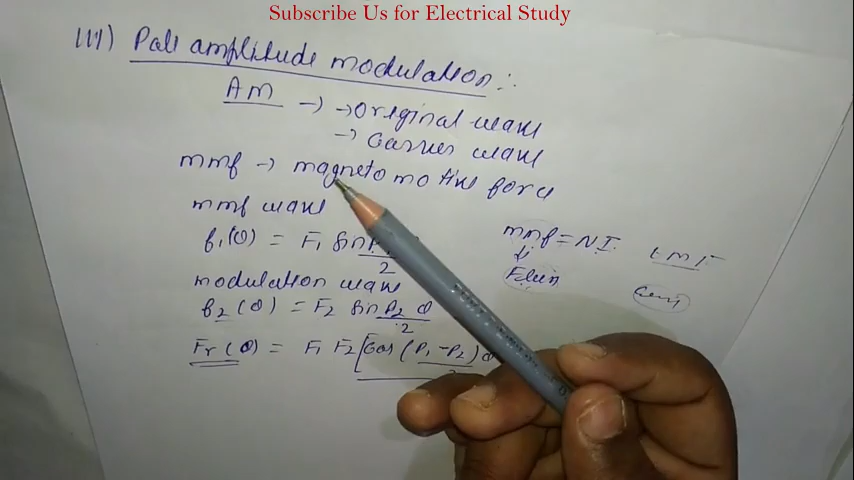 Subscribe Us for Electrical Study
111) Pole amplitude modulation :-
AM → → Original wave
→ Carrier wave
mmf → magneto motive force
mmf wave
f1(θ) = F1 Sin P1
2
mmf = NI
EMF
modulation wave
f2(θ) = F2 Sin P2 θ
2
Fr(θ) = F1 F2 [Cos (P1-P2) θ